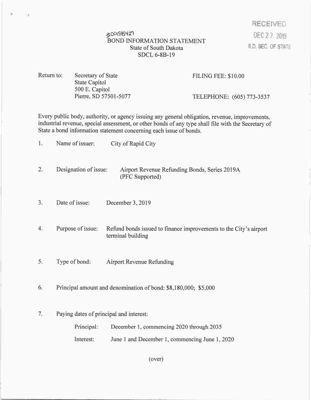 RECEIVED
DEC 27 2019
S.D. SEC. OF STATE
BOND INFORMATION STATEMENT
State of South Dakota
SDCL 6-8B-19
Return to: Secretary of State FILING FEE: $10.00
State Capitol
500 E. Capitol
Pierre, SD 57501-5077 TELEPHONE: (605) 773-3537
Every public body, authority, or agency issuing any general obligation, revenue, improvements,
industrial revenue, special assessment, or other bonds of any type shall file with the Secretary of
State a bond information statement concerning each issue of bonds.
1. Name of issuer: City of Rapid City
2. Designation of issue: Airport Revenue Refunding Bonds, Series 2019A
(PFC Supported)
3. Date of issue: December 3, 2019
4. Purpose of issue: Refund bonds issued to finance improvements to the City's airport
terminal building
5. Type of bond: Airport Revenue Refunding
6. Principal amount and denomination of bond: $8,180,000; $5,000
7. Paying dates of principal and interest:
Principal: December 1, commencing 2020 through 2035
Interest: June 1 and December 1, commencing June 1, 2020
(over)